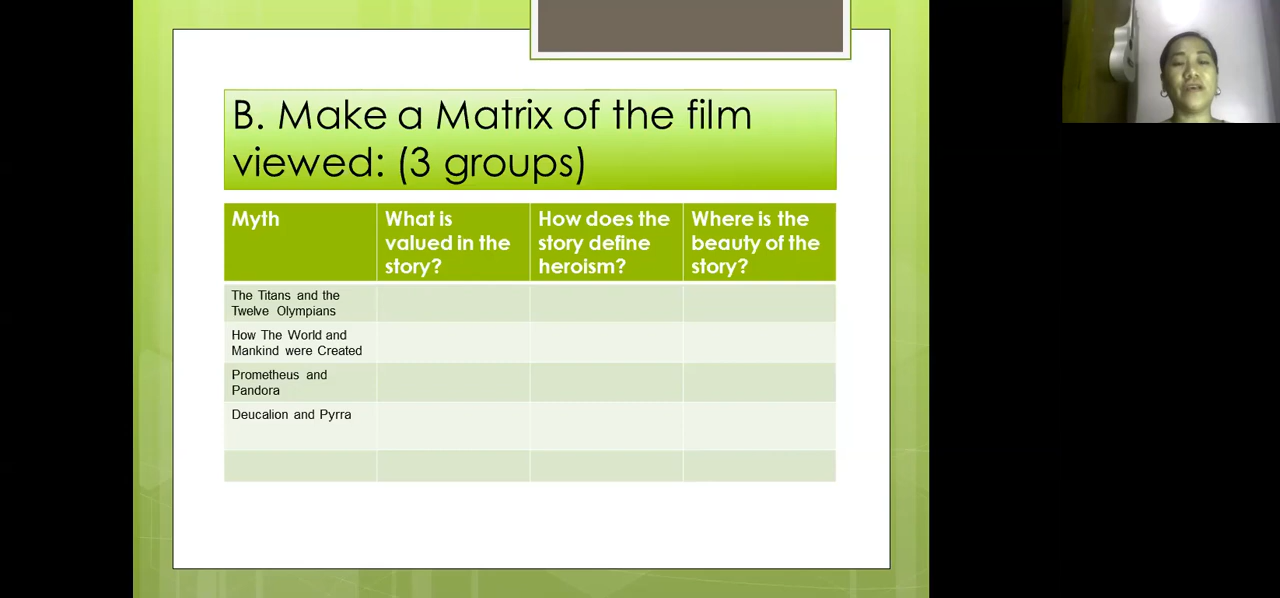 B. Make a Matrix of the film
viewed: (3 groups)
Myth
What is
valued in the
story?
How does the
story define
heroism?
Where is the
beauty of the
story?
The Titans and the
Twelve Olympians
How The World and
Mankind were Created
Prometheus and
Pandora
Deucalion and Pyrra